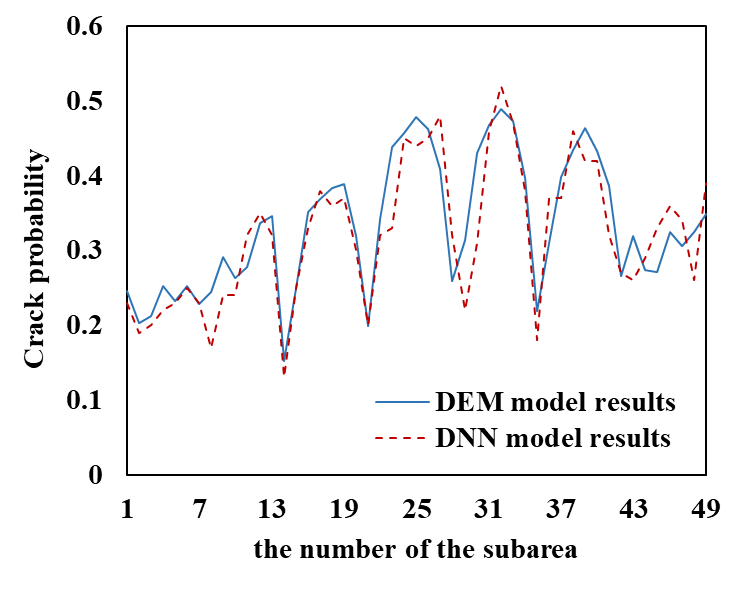 0.6
0.5
0.4
0.3
0.2
0.1
0
Crack probability
DEM model results
DNN model results
1 7 13 19 25 31 37 43 49
the number of the subarea